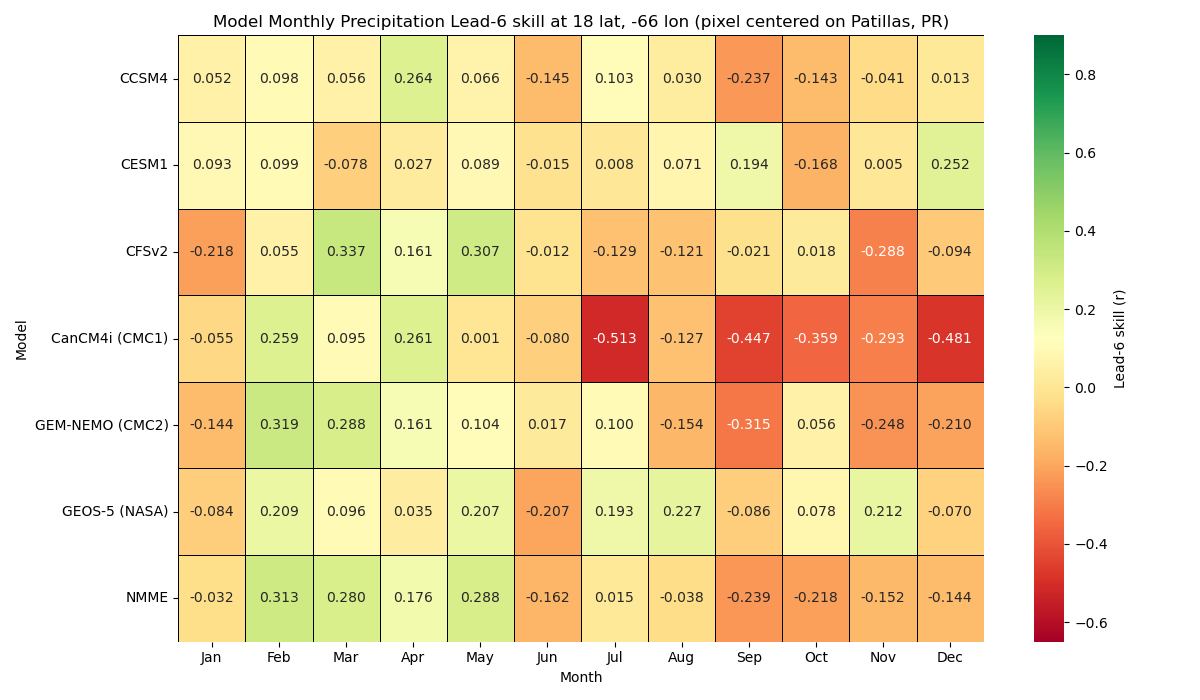 Model Monthly Precipitation Lead-6 skill at 18 lat, -66 lon (pixel centered on Patillas, PR)
CCSM4 0.052 0.098 0.056 0.264 0.066 -0.145 0.103 0.030 -0.237 -0.143 -0.041 0.013
CESM1 0.093 0.099 -0.078 0.027 0.089 -0.015 0.008 0.071 0.194 -0.168 0.005 0.252
CFSv2 -0.218 0.055 0.337 0.161 0.307 -0.012 -0.129 -0.121 -0.021 0.018 -0.288 -0.094
CanCM4i (CMC1) -0.055 0.259 0.095 0.261 0.001 -0.080 -0.513 -0.127 -0.447 -0.359 -0.293 -0.481
GEM-NEMO (CMC2) -0.144 0.319 0.288 0.161 0.104 0.017 0.100 -0.154 -0.315 0.056 -0.248 -0.210
GEOS-5 (NASA) -0.084 0.209 0.096 0.035 0.207 -0.207 0.193 0.227 -0.086 0.078 0.212 -0.070
NMME -0.032 0.313 0.280 0.176 0.288 -0.162 0.015 -0.038 -0.239 -0.218 -0.152 -0.144
Jan Feb Mar Apr May Jun Jul Aug Sep Oct Nov Dec
Month
Model
0.8
0.6
0.4
0.2
0.0
−0.2
−0.4
−0.6
Lead-6 skill (r)